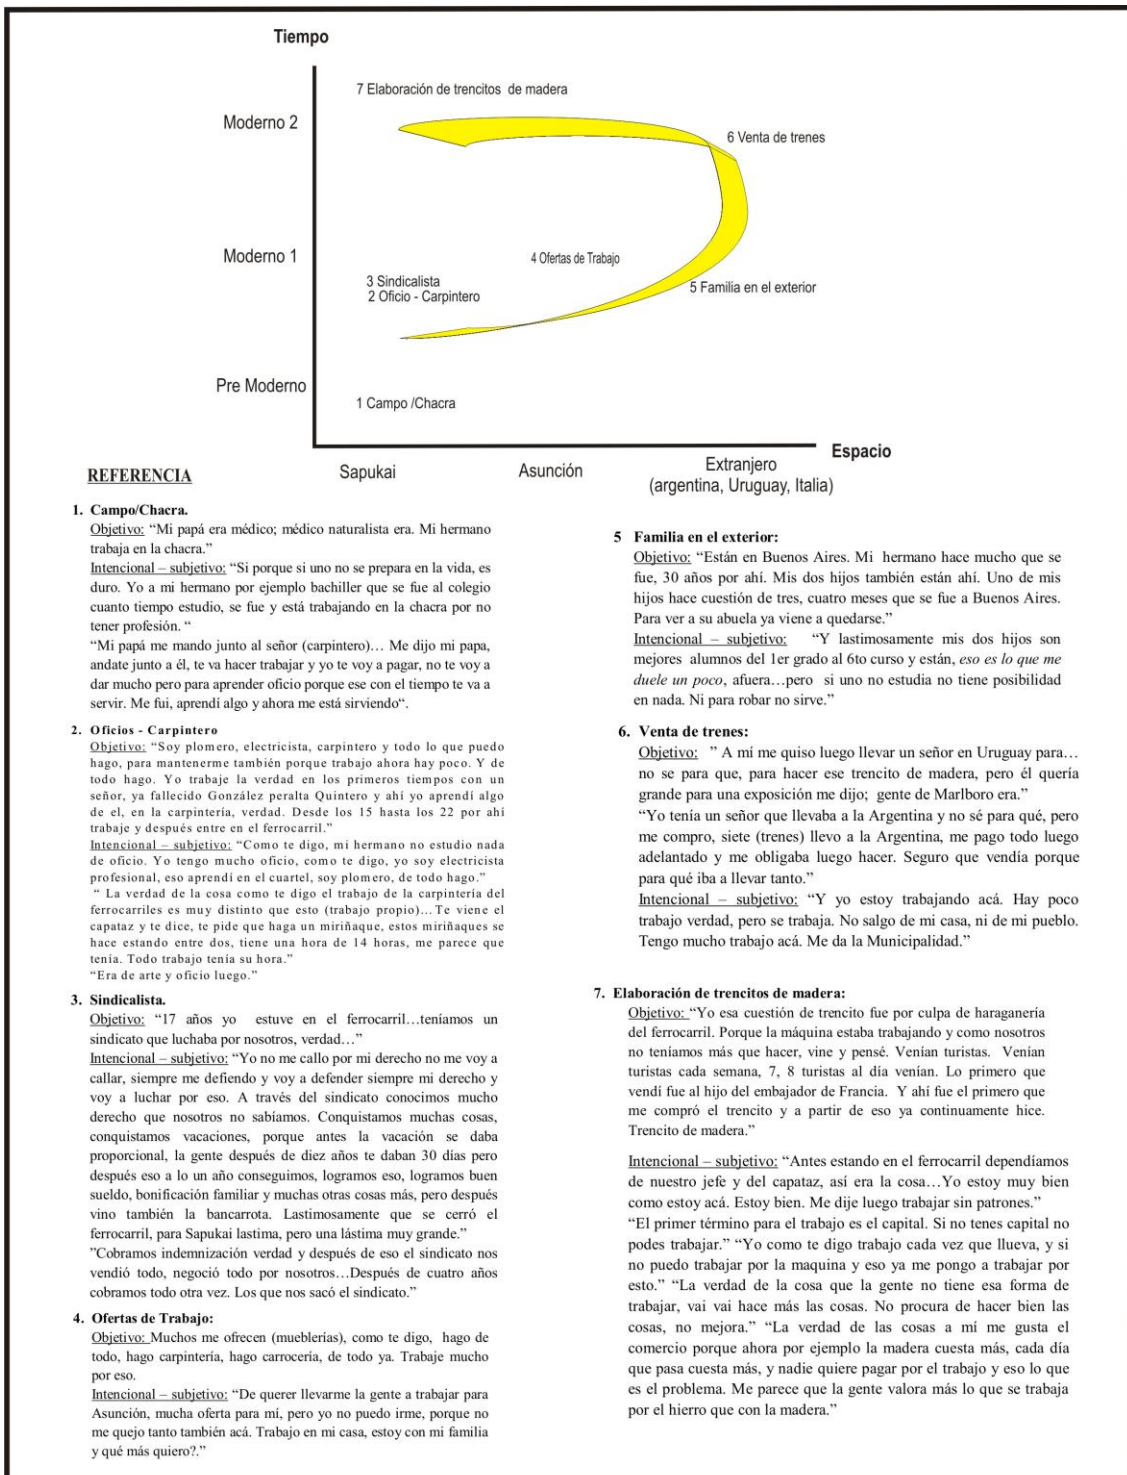 Tiempo
7 Elaboración de trencitos de madera
Moderno 2
6 Venta de trenes
Moderno 1
4 Ofertas de Trabajo
3 Sindicalista
2 Oficio - Carpintero
5 Familia en el exterior
Pre Moderno
1 Campo /Chacra
Espacio
Sapukai
Asunción
Extranjero
(argentina, Uruguay, Italia)
REFERENCIA
1. Campo/Chacra.
Objetivo: “Mi papá era médico; médico naturalista era. Mi hermano
trabaja en la chacra.”
Intencional – subjetivo: “Si porque si uno no se prepara en la vida, es
duro. Yo a mi hermano por ejemplo bachiller que se fue al colegio
cuanto tiempo estudio, se fue y está trabajando en la chacra por no
tener profesión. “
“Mi papá me mando junto al señor (carpintero)… Me dijo mi papa,
andate junto a él, te va hacer trabajar y yo te voy a pagar, no te voy a
dar mucho pero para aprender oficio porque ese con el tiempo te va a
servir. Me fui, aprendí algo y ahora me está sirviendo“.
2. Oficios - Carpintero
Objetivo: “Soy plomero, electricista, carpintero y todo lo que puedo
hago, para mantenerme también porque trabajo ahora hay poco. Y de
todo hago. Yo trabaje la verdad en los primeros tiempos con un
señor, ya fallecido González peralta Quintero y ahí yo aprendí algo
de el, en la carpintería, verdad. Desde los 15 hasta los 22 por ahí
trabaje y después entre en el ferrocarril.”
Intencional – subjetivo: “Como te digo, mi hermano no estudio nada
de oficio. Yo tengo mucho oficio, como te digo, yo soy electricista
profesional, eso aprendí en el cuartel, soy plomero, de todo hago.”
“ La verdad de la cosa como te digo el trabajo de la carpintería del
ferrocarriles es muy distinto que esto (trabajo propio)…Te viene el
capataz y te dice, te pide que haga un miriñaque, estos miriñaques se
hace estando entre dos, tiene una hora de 14 horas, me parece que
tenía. Todo trabajo tenía su hora.”
“Era de arte y oficio luego.”
3. Sindicalista.
Objetivo: “17 años yo estuve en el ferrocarril…teníamos un
sindicato que luchaba por nosotros, verdad…”
Intencional – subjetivo: “Yo no me callo por mi derecho no me voy a
callar, siempre me defiendo y voy a defender siempre mi derecho y
voy a luchar por eso. A través del sindicato conocimos mucho
derecho que nosotros no sabíamos. Conquistamos muchas cosas,
conquistamos vacaciones, porque antes la vacación se daba
proporcional, la gente después de diez años te daban 30 días pero
después eso a lo un año conseguimos, logramos eso, logramos buen
sueldo, bonificación familiar y muchas otras cosas más, pero después
vino también la bancarrota. Lastimosamente que se cerró el
ferrocarril, para Sapukai lastima, pero una lástima muy grande.”
”Cobramos indemnización verdad y después de eso el sindicato nos
vendió todo, negoció todo por nosotros…Después de cuatro años
cobramos todo otra vez. Los que nos sacó el sindicato.”
4. Ofertas de Trabajo:
Objetivo: Muchos me ofrecen (mueblerías), como te digo, hago de
todo, hago carpintería, hago carrocería, de todo ya. Trabaje mucho
por eso.
Intencional – subjetivo: “De querer llevarme la gente a trabajar para
Asunción, mucha oferta para mí, pero yo no puedo irme, porque no
me quejo tanto también acá. Trabajo en mi casa, estoy con mi familia
y qué más quiero?.”
5 Familia en el exterior:
Objetivo: “Están en Buenos Aires. Mi hermano hace mucho que se
fue, 30 años por ahí. Mis dos hijos también están ahí. Uno de mis
hijos hace cuestión de tres, cuatro meses que se fue a Buenos Aires.
Para ver a su abuela ya viene a quedarse.”
Intencional – subjetivo: “Y lastimosamente mis dos hijos son
mejores alumnos del 1er grado al 6to curso y están, eso es lo que me
duele un poco, afuera…pero si uno no estudia no tiene posibilidad
en nada. Ni para robar no sirve.”
6. Venta de trenes:
Objetivo: ” A mí me quiso luego llevar un señor en Uruguay para…
no se para que, para hacer ese trencito de madera, pero él quería
grande para una exposición me dijo; gente de Marlboro era.”
“Yo tenía un señor que llevaba a la Argentina y no sé para qué, pero
me compro, siete (trenes) llevo a la Argentina, me pago todo luego
adelantado y me obligaba luego hacer. Seguro que vendía porque
para qué iba a llevar tanto.”
Intencional – subjetivo: “Y yo estoy trabajando acá. Hay poco
trabajo verdad, pero se trabaja. No salgo de mi casa, ni de mi pueblo.
Tengo mucho trabajo acá. Me da la Municipalidad.”
7. Elaboración de trencitos de madera:
Objetivo: “Yo esa cuestión de trencito fue por culpa de haraganería
del ferrocarril. Porque la máquina estaba trabajando y como nosotros
no teníamos más que hacer, vine y pensé. Venían turistas. Venían
turistas cada semana, 7, 8 turistas al día venían. Lo primero que
vendí fue al hijo del embajador de Francia. Y ahí fue el primero que
me compró el trencito y a partir de eso ya continuamente hice.
Trencito de madera.”
Intencional – subjetivo: “Antes estando en el ferrocarril dependíamos
de nuestro jefe y del capataz, así era la cosa…Yo estoy muy bien
como estoy acá. Estoy bien. Me dije luego trabajar sin patrones.”
“El primer término para el trabajo es el capital. Si no tenes capital no
podes trabajar.” “Yo como te digo trabajo cada vez que llueva, y si
no puedo trabajar por la maquina y eso ya me pongo a trabajar por
esto.” “La verdad de la cosa que la gente no tiene esa forma de
trabajar, vai vai hace más las cosas. No procura de hacer bien las
cosas, no mejora.” “La verdad de las cosas a mí me gusta el
comercio porque ahora por ejemplo la madera cuesta más, cada día
que pasa cuesta más, y nadie quiere pagar por el trabajo y eso lo que
es el problema. Me parece que la gente valora más lo que se trabaja
por el hierro que con la madera.”